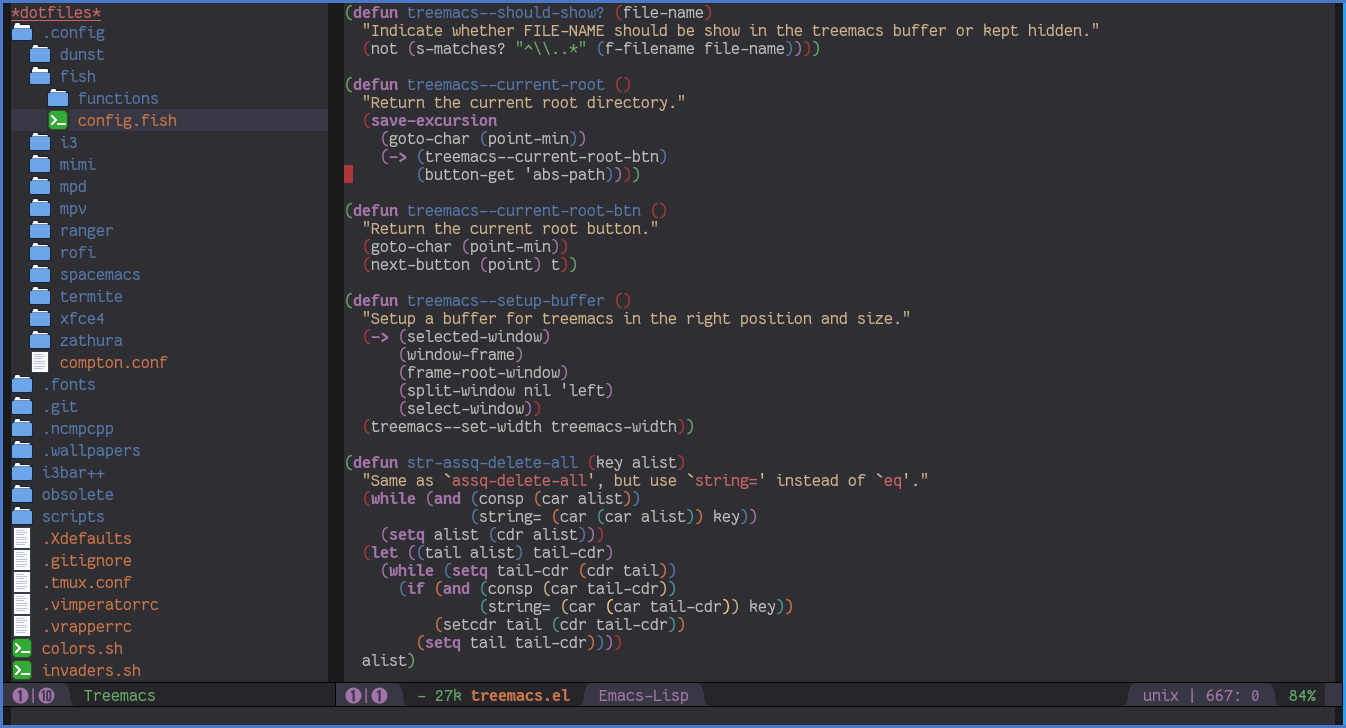 *dotfiles*
.config
dunst
fish
functions
config.fish
i3
mimi
mpd
mpv
ranger
rofi
spacemacs
termite
xfce4
zathura
compton.conf
.fonts
.git
.ncmpcpp
.wallpapers
i3bar++
obsolete
scripts
.Xdefaults
.gitignore
.tmux.conf
.vimperatorrc
.vrapperrc
colors.sh
invaders.sh
(defun treemacs--should-show? (file-name)
  "Indicate whether FILE-NAME should be show in the treemacs buffer or kept hidden."
  (not (s-matches? "^\\..*" (f-filename file-name))))

(defun treemacs--current-root ()
  "Return the current root directory."
  (save-excursion
    (goto-char (point-min))
    (-> (treemacs--current-root-btn)
        (button-get 'abs-path))))

(defun treemacs--current-root-btn ()
  "Return the current root button."
  (goto-char (point-min))
  (next-button (point) t))

(defun treemacs--setup-buffer ()
  "Setup a buffer for treemacs in the right position and size."
  (-> (selected-window)
      (window-frame)
      (frame-root-window)
      (split-window nil 'left)
      (select-window))
  (treemacs--set-width treemacs-width))

(defun str-assq-delete-all (key alist)
  "Same as `assq-delete-all', but use `string=' instead of `eq'."
  (while (and (consp (car alist))
              (string= (car (car alist)) key))
    (setq alist (cdr alist)))
  (let ((tail alist) tail-cdr)
    (while (setq tail-cdr (cdr tail))
      (if (and (consp (car tail-cdr))
               (string= (car (car tail-cdr)) key))
          (setcdr tail (cdr tail-cdr))
        (setq tail tail-cdr))))
  alist)
❶|❿ Treemacs
❶|❶ - 27k treemacs.el Emacs-Lisp unix | 667: 0 84%